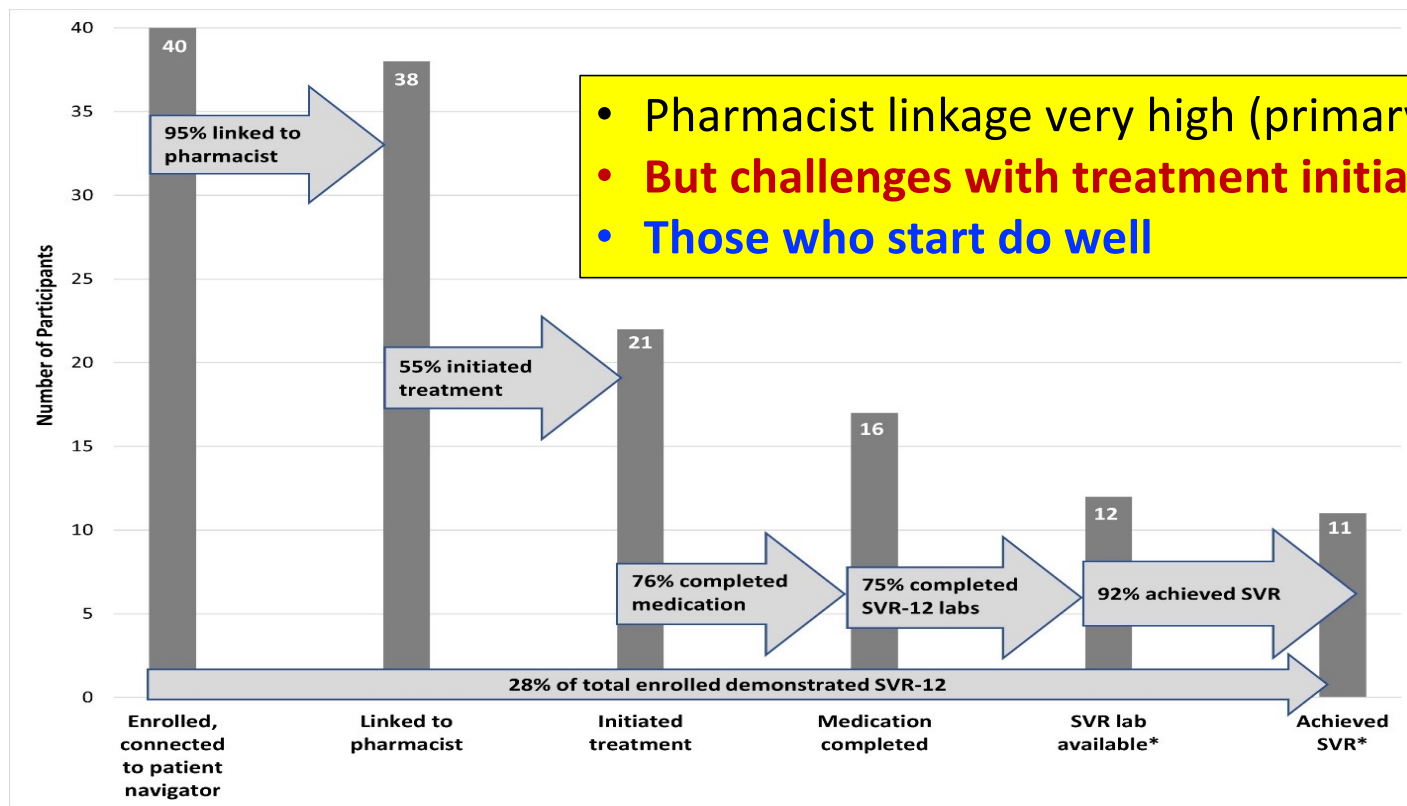 • Pharmacist linkage very high (primary
• But challenges with treatment initia
• Those who start do well
Number of Participants
40
35
30
25
20
15
10
5
0
40
38
21
16
12
11
95% linked to
pharmacist
55% initiated
treatment
76% completed
medication
75% completed
SVR-12 labs
92% achieved SVR
28% of total enrolled demonstrated SVR-12
Enrolled,
connected
to patient
navigator
Linked to
pharmacist
Initiated
treatment
Medication
completed
SVR lab
available*
Achieved
SVR*